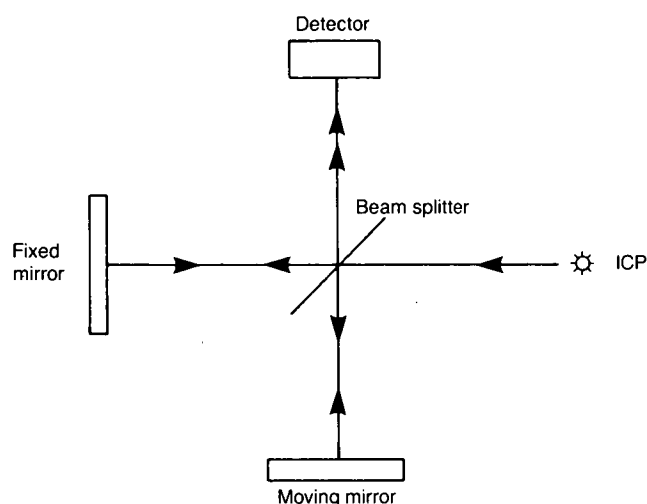 Detector
Beam splitter
Fixed
mirror
ICP
Moving mirror